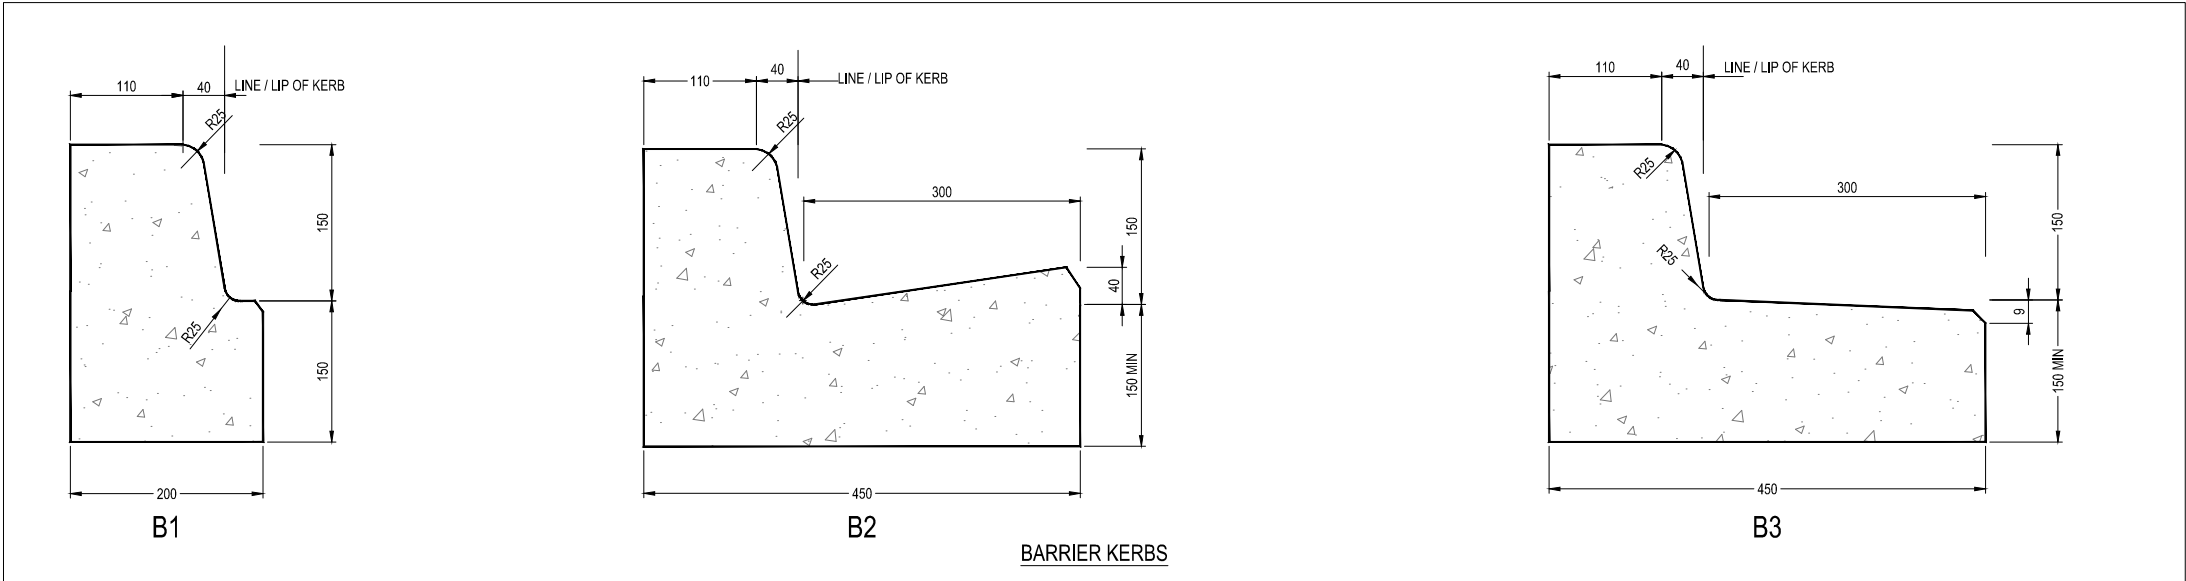 110
40
LINE / LIP OF KERB
R25
150
R25
150
200
B1
110
40
LINE / LIP OF KERB
R25
300
150
R25
40
150 MIN
450
B2
110
40
LINE / LIP OF KERB
R25
300
150
R25
9
150 MIN
450
B3
BARRIER KERBS